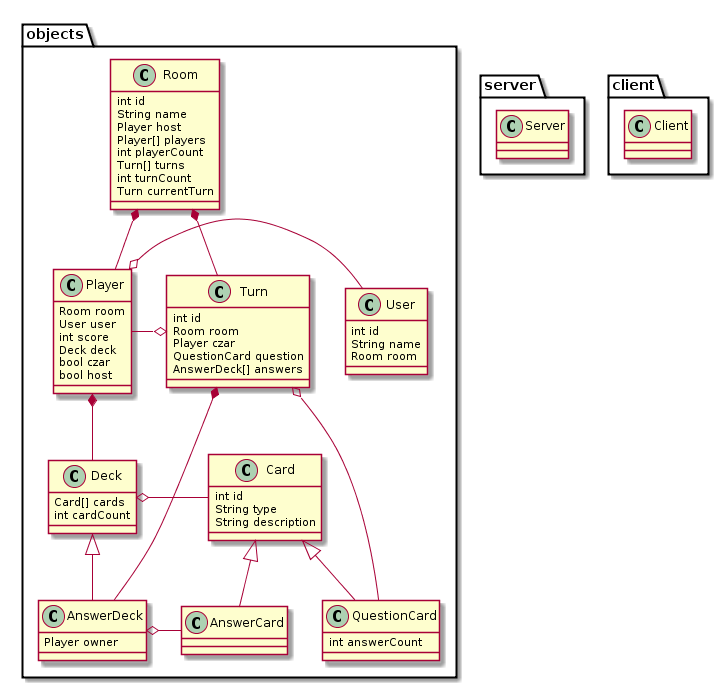 objects
C Room
int id
String name
Player host
Player[] players
int playerCount
Turn[] turns
int turnCount
Turn currentTurn
server
C Server
client
C Client
C Player
Room room
User user
int score
Deck deck
bool czar
bool host
C Turn
int id
Room room
Player czar
QuestionCard question
AnswerDeck[] answers
C User
int id
String name
Room room
C Deck
Card[] cards
int cardCount
C Card
int id
String type
String description
C AnswerDeck
Player owner
C AnswerCard
C QuestionCard
int answerCount